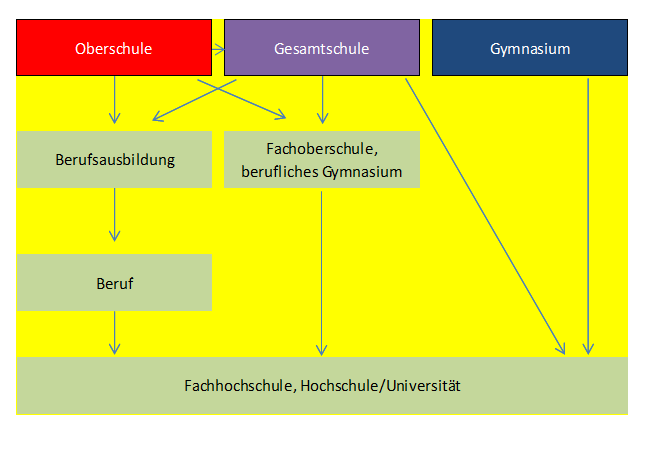 Oberschule
Gesamtschule
Gymnasium
Berufsausbildung
Fachoberschule,
berufliches Gymnasium
Beruf
Fachhochschule, Hochschule/Universität